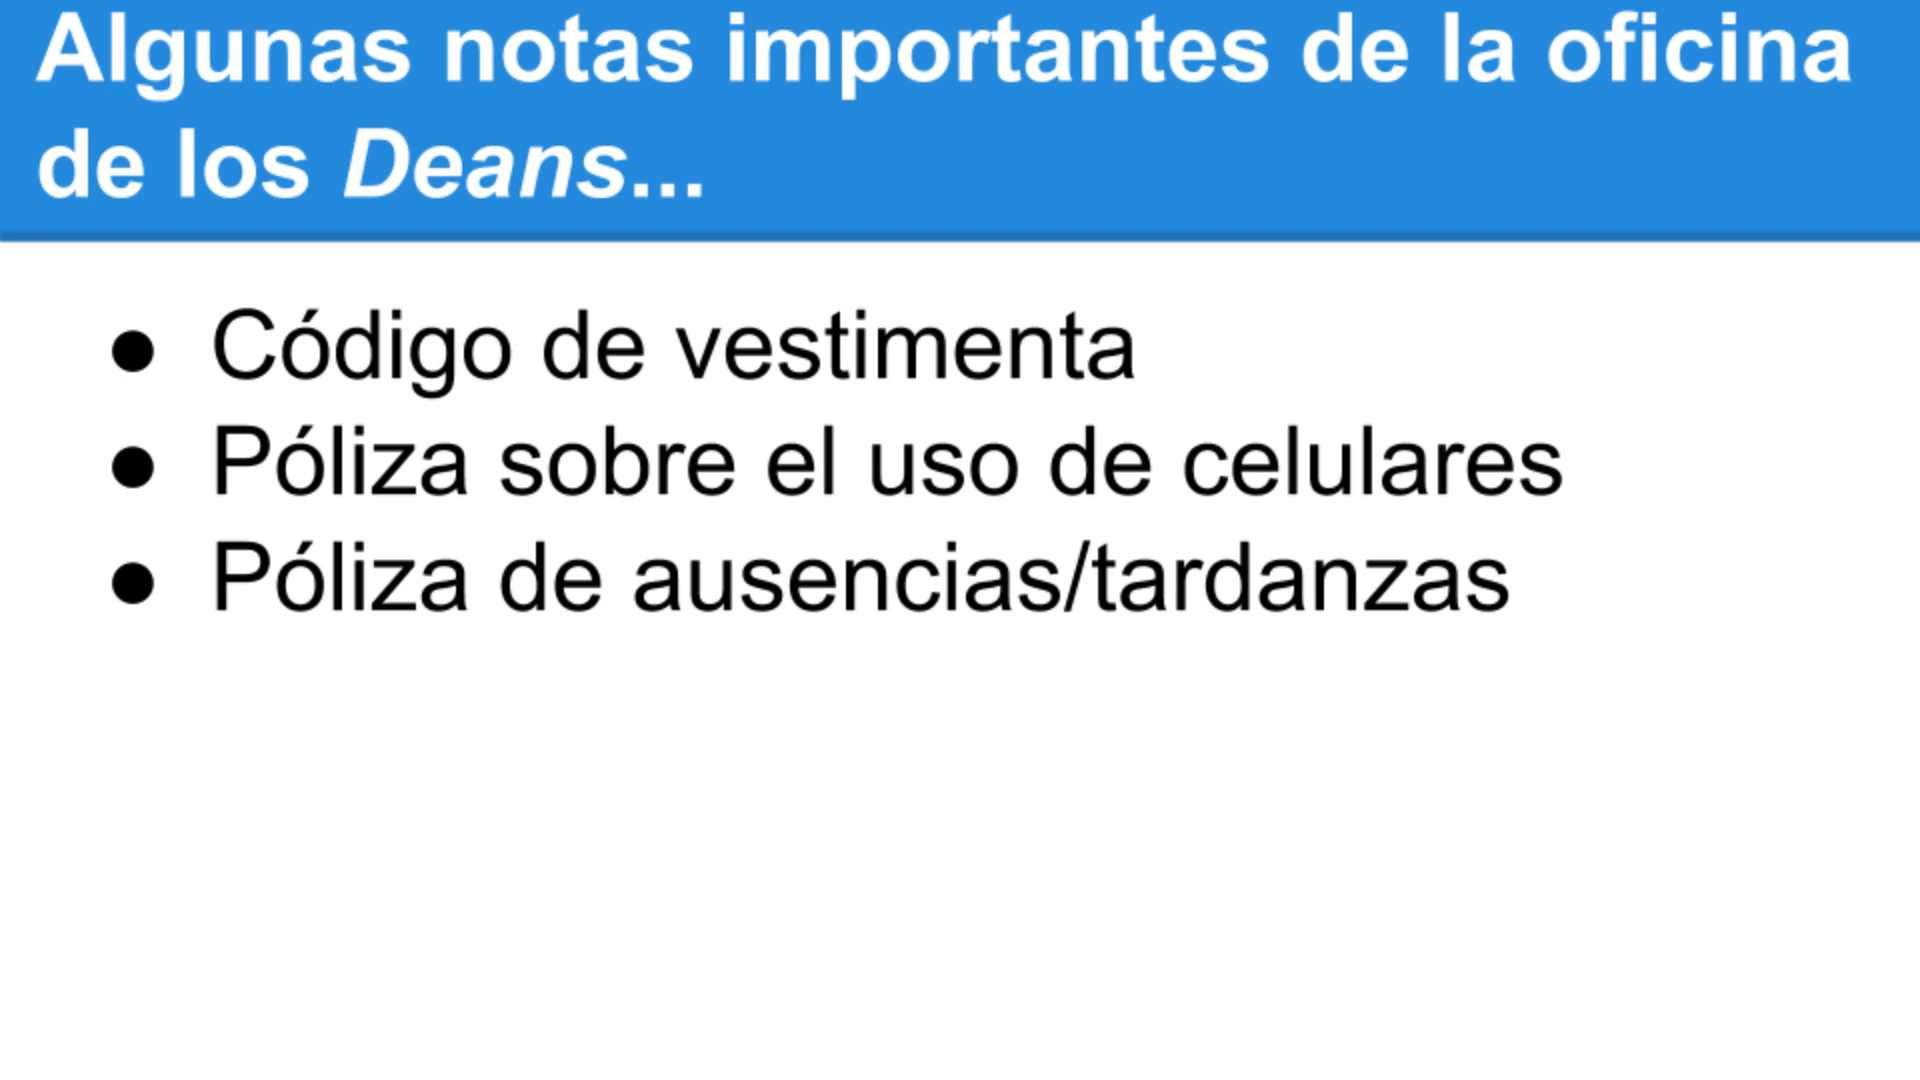 Algunas notas importantes de la oficina
de los Deans...
● Código de vestimenta
● Póliza sobre el uso de celulares
● Póliza de ausencias/tardanzas